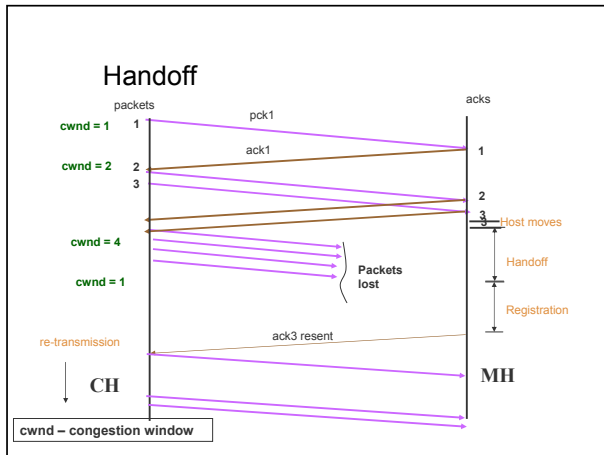 Handoff
packets
acks
pck1
cwnd = 1
1
ack1
1
cwnd = 2
2
3
2
3
3
Host moves
cwnd = 4
Packets
lost
Handoff
cwnd = 1
Registration
re-transmission
ack3 resent
CH
MH
cwnd – congestion window